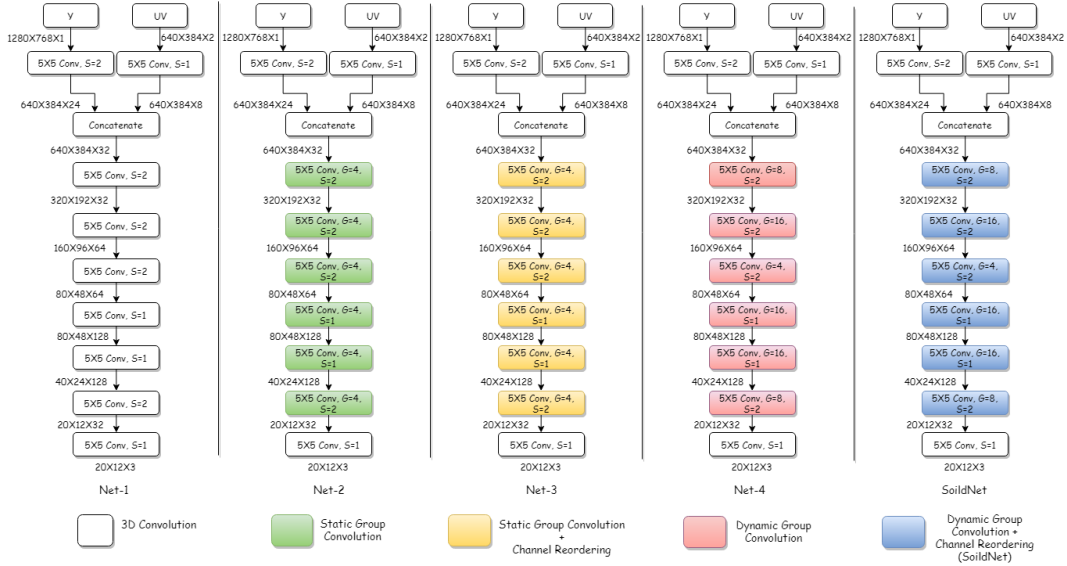 Y
UV
1280X768X1
640X384X2
5X5 Conv, S=2
5X5 Conv, S=1
640X384X24
640X384X8
Concatenate
640X384X32
5X5 Conv, S=2
320X192X32
5X5 Conv, S=2
160X96X64
5X5 Conv, S=2
80X48X64
5X5 Conv, S=1
80X48X128
5X5 Conv, S=1
40X24X128
5X5 Conv, S=2
20X12X32
5X5 Conv, S=1
20X12X3
Net-1
Y
UV
1280X768X1
640X384X2
5X5 Conv, S=2
5X5 Conv, S=1
640X384X24
640X384X8
Concatenate
640X384X32
5X5 Conv, G=4,
S=2
320X192X32
5X5 Conv, G=4,
S=2
160X96X64
5X5 Conv, G=4,
S=2
80X48X64
5X5 Conv, G=4,
S=1
80X48X128
5X5 Conv, G=4,
S=1
40X24X128
5X5 Conv, G=4,
S=2
20X12X32
5X5 Conv, S=1
20X12X3
Net-2
Y
UV
1280X768X1
640X384X2
5X5 Conv, S=2
5X5 Conv, S=1
640X384X24
640X384X8
Concatenate
640X384X32
5X5 Conv, G=4,
S=2
320X192X32
5X5 Conv, G=4,
S=2
160X96X64
5X5 Conv, G=4,
S=2
80X48X64
5X5 Conv, G=4,
S=1
80X48X128
5X5 Conv, G=4,
S=1
40X24X128
5X5 Conv, G=4,
S=2
20X12X32
5X5 Conv, S=1
20X12X3
Net-3
Y
UV
1280X768X1
640X384X2
5X5 Conv, S=2
5X5 Conv, S=1
640X384X24
640X384X8
Concatenate
640X384X32
5X5 Conv, G=8,
S=2
320X192X32
5X5 Conv, G=16,
S=2
160X96X64
5X5 Conv, G=4,
S=2
80X48X64
5X5 Conv, G=16,
S=1
80X48X128
5X5 Conv, G=16,
S=1
40X24X128
5X5 Conv, G=8,
S=2
20X12X32
5X5 Conv, S=1
20X12X3
Net-4
Y
UV
1280X768X1
640X384X2
5X5 Conv, S=2
5X5 Conv, S=1
640X384X24
640X384X8
Concatenate
640X384X32
5X5 Conv, G=8,
S=2
320X192X32
5X5 Conv, G=16,
S=2
160X96X64
5X5 Conv, G=4,
S=2
80X48X64
5X5 Conv, G=16,
S=1
80X48X128
5X5 Conv, G=16,
S=1
40X24X128
5X5 Conv, G=8,
S=2
20X12X32
5X5 Conv, S=1
20X12X3
SoildNet
3D Convolution
Static Group
Convolution
Static Group Convolution
+
Channel Reordering
Dynamic Group
Convolution
Dynamic Group
Convolution +
Channel Reordering
(SoildNet)